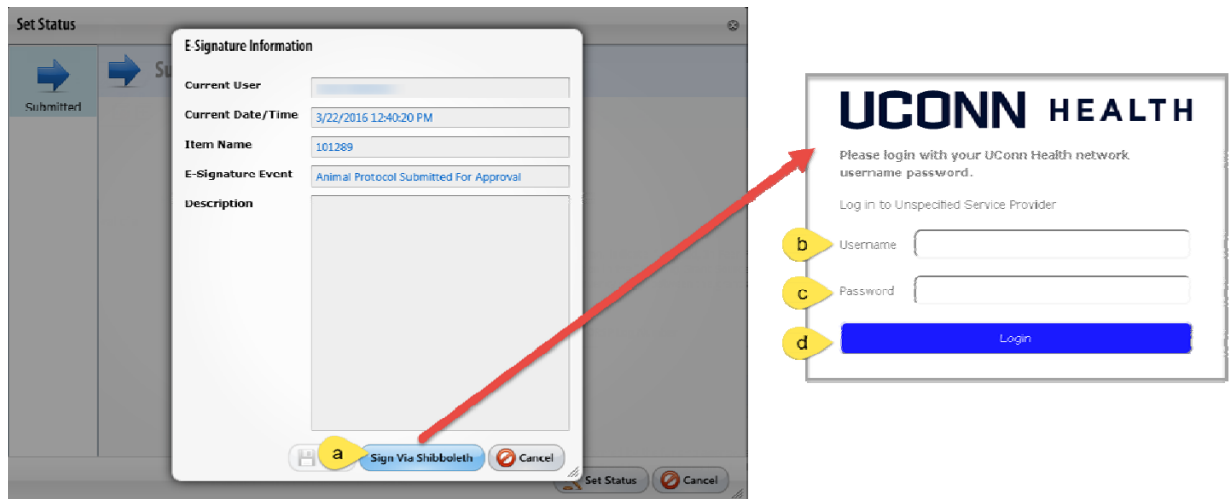 Set Status
Submitted
Su
E-Signature Information
Current User
Current Date/Time 3/22/2016 12:40:20 PM
Item Name 101289
E-Signature Event Animal Protocol Submitted For Approval
Description
a Sign Via Shibboleth Cancel
Set Status Cancel
UCONN HEALTH
Please login with your UConn Health network
username password.
Log in to Unspecified Service Provider
b Username
c Password
d Login